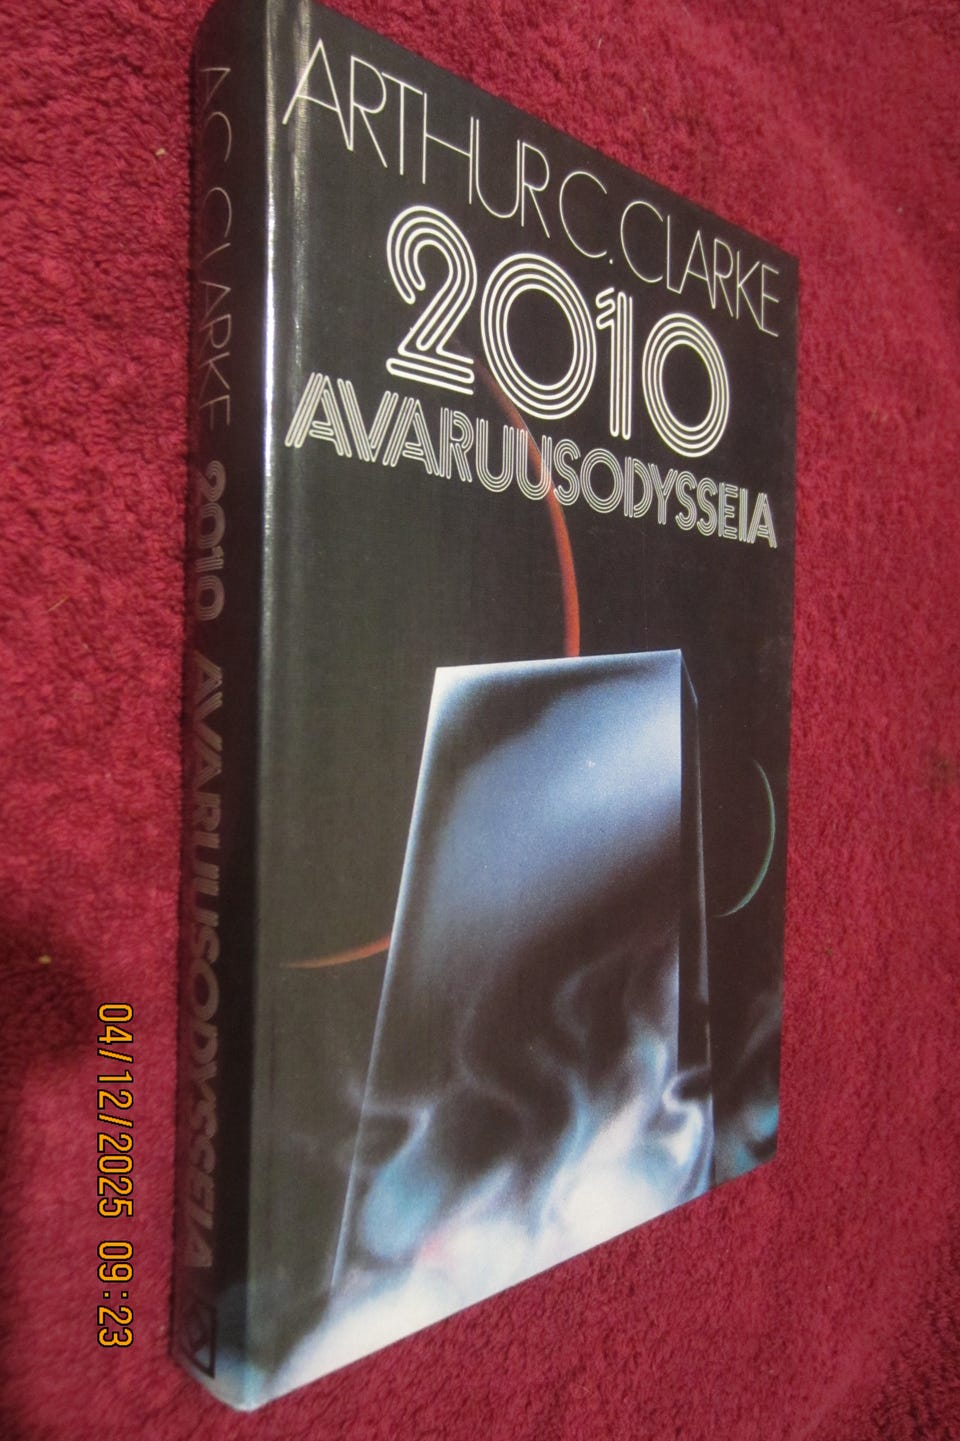 ARTHUR C. CLARKE
2010
AVARUUSODYSSEIA
A.C. CLARKE 2010 AVARUUSODYSSEIA
04/12/2025 09:23